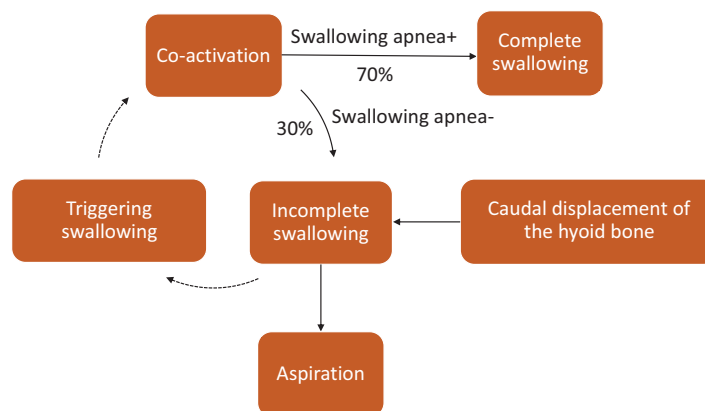 Swallowing apnea+
Co-activation
Complete
swallowing
70%
30%
Swallowing apnea-
Triggering
swallowing
Incomplete
swallowing
Caudal displacement of
the hyoid bone
Aspiration